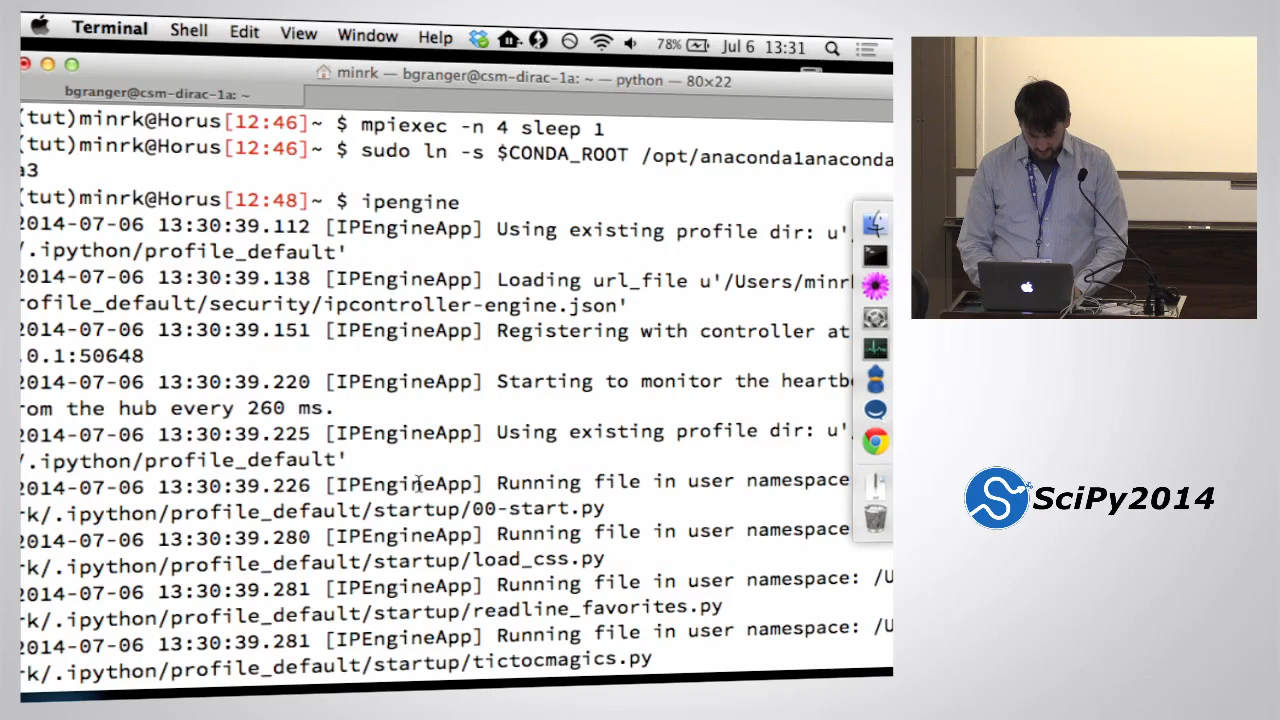 Terminal Shell Edit View Window Help 78% Jul 6 13:31
minrk — bgranger@csm-dirac-1a: ~ — python — 80×22
bgranger@csm-dirac-1a: ~
(tut)minrk@Horus[12:46]~ $ mpiexec -n 4 sleep 1
(tut)minrk@Horus[12:46]~ $ sudo ln -s $CONDA_ROOT /opt/anaconda1anaconda
a3
(tut)minrk@Horus[12:48]~ $ ipengine
2014-07-06 13:30:39.112 [IPEngineApp] Using existing profile dir: u'
/.ipython/profile_default'
2014-07-06 13:30:39.138 [IPEngineApp] Loading url_file u'/Users/minrk
rofile_default/security/ipcontroller-engine.json'
2014-07-06 13:30:39.151 [IPEngineApp] Registering with controller at
.0.1:50648
2014-07-06 13:30:39.220 [IPEngineApp] Starting to monitor the heartbe
rom the hub every 260 ms.
2014-07-06 13:30:39.225 [IPEngineApp] Using existing profile dir: u'
/.ipython/profile_default'
2014-07-06 13:30:39.226 [IPEngineApp] Running file in user namespace
rk/.ipython/profile_default/startup/00-start.py
2014-07-06 13:30:39.280 [IPEngineApp] Running file in user namespace
rk/.ipython/profile_default/startup/load_css.py
2014-07-06 13:30:39.281 [IPEngineApp] Running file in user namespace: /U
rk/.ipython/profile_default/startup/readline_favorites.py
2014-07-06 13:30:39.281 [IPEngineApp] Running file in user namespace: /U
rk/.ipython/profile_default/startup/tictocmagics.py
SciPy2014